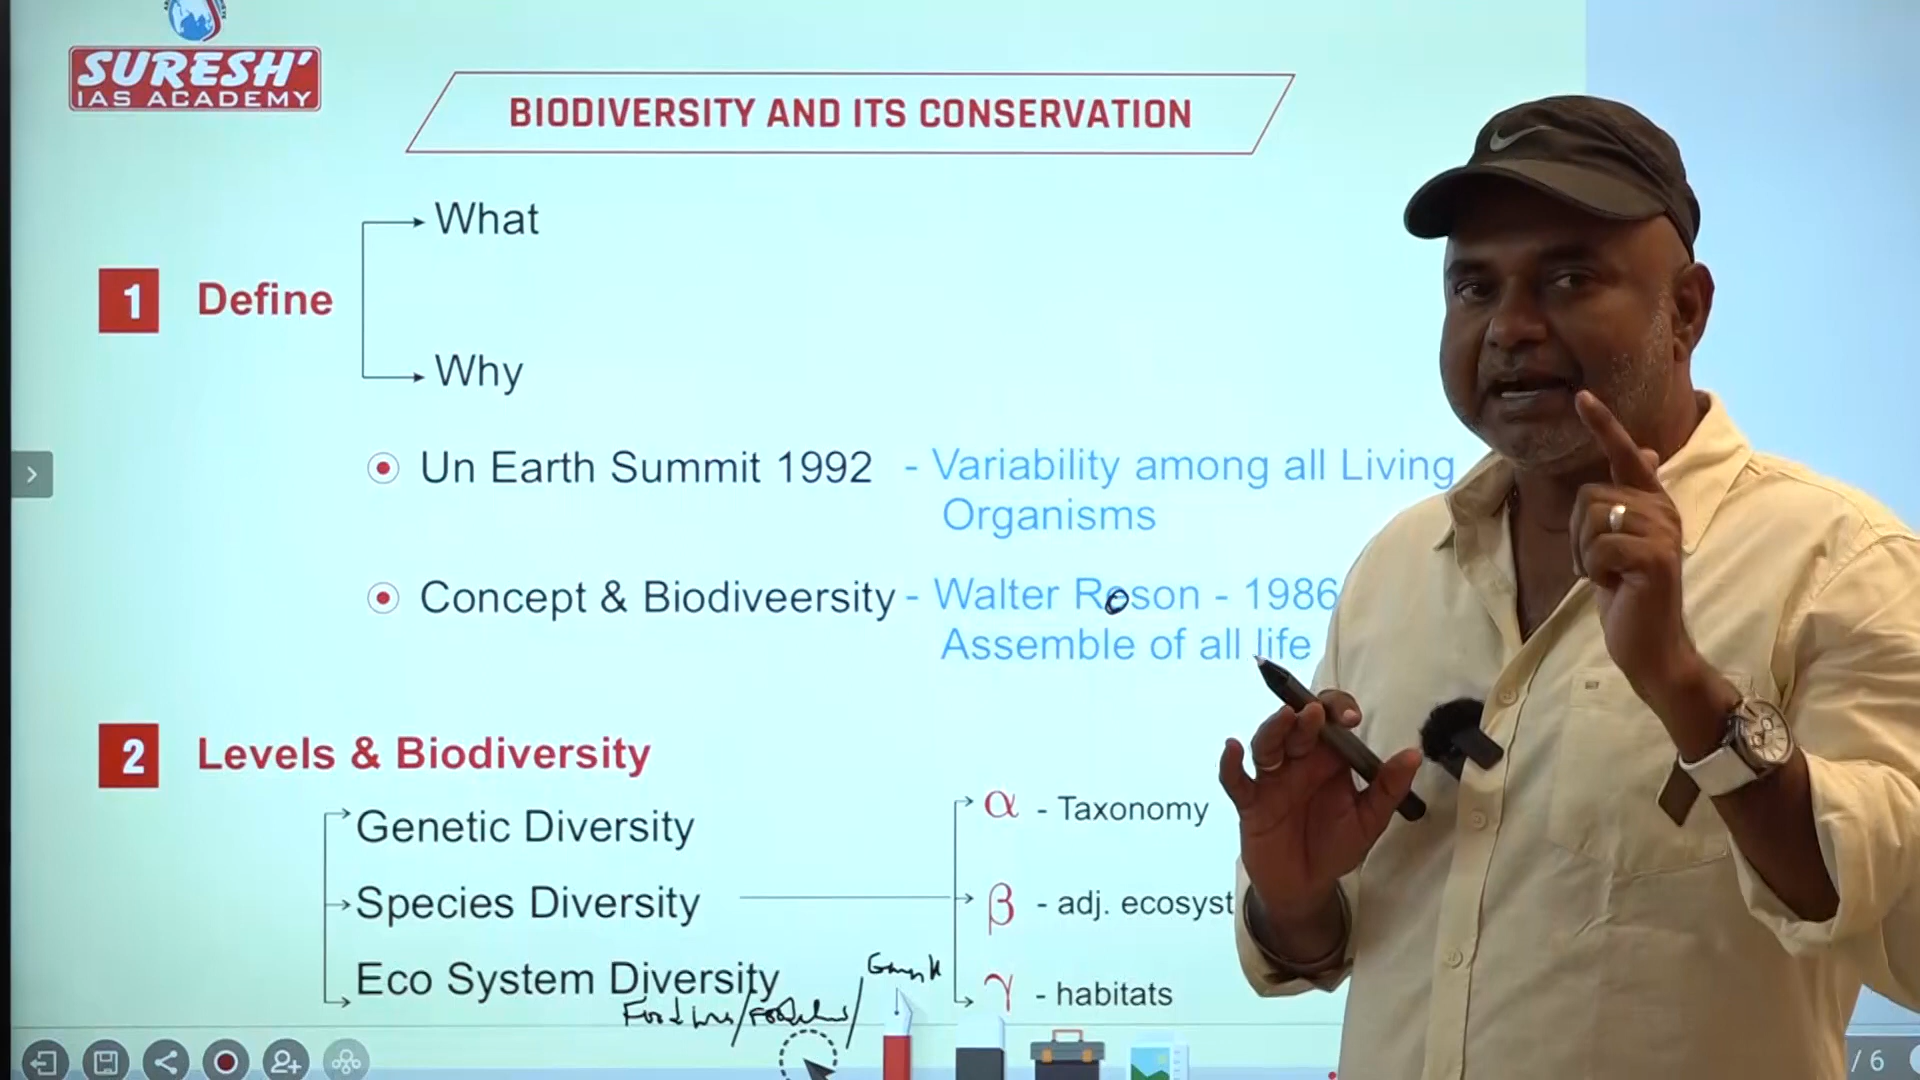 SURESH'
IAS ACADEMY
BIODIVERSITY AND ITS CONSERVATION
What
1 Define
Why
Un Earth Summit 1992 - Variability among all Living
Organisms
Concept & Biodiveersity - Walter Roson - 1986
Assemble of all life
2 Levels & Biodiversity
Genetic Diversity
α - Taxonomy
Species Diversity
β - adj. ecosyst
Eco System Diversity
γ - habitats
/ 6